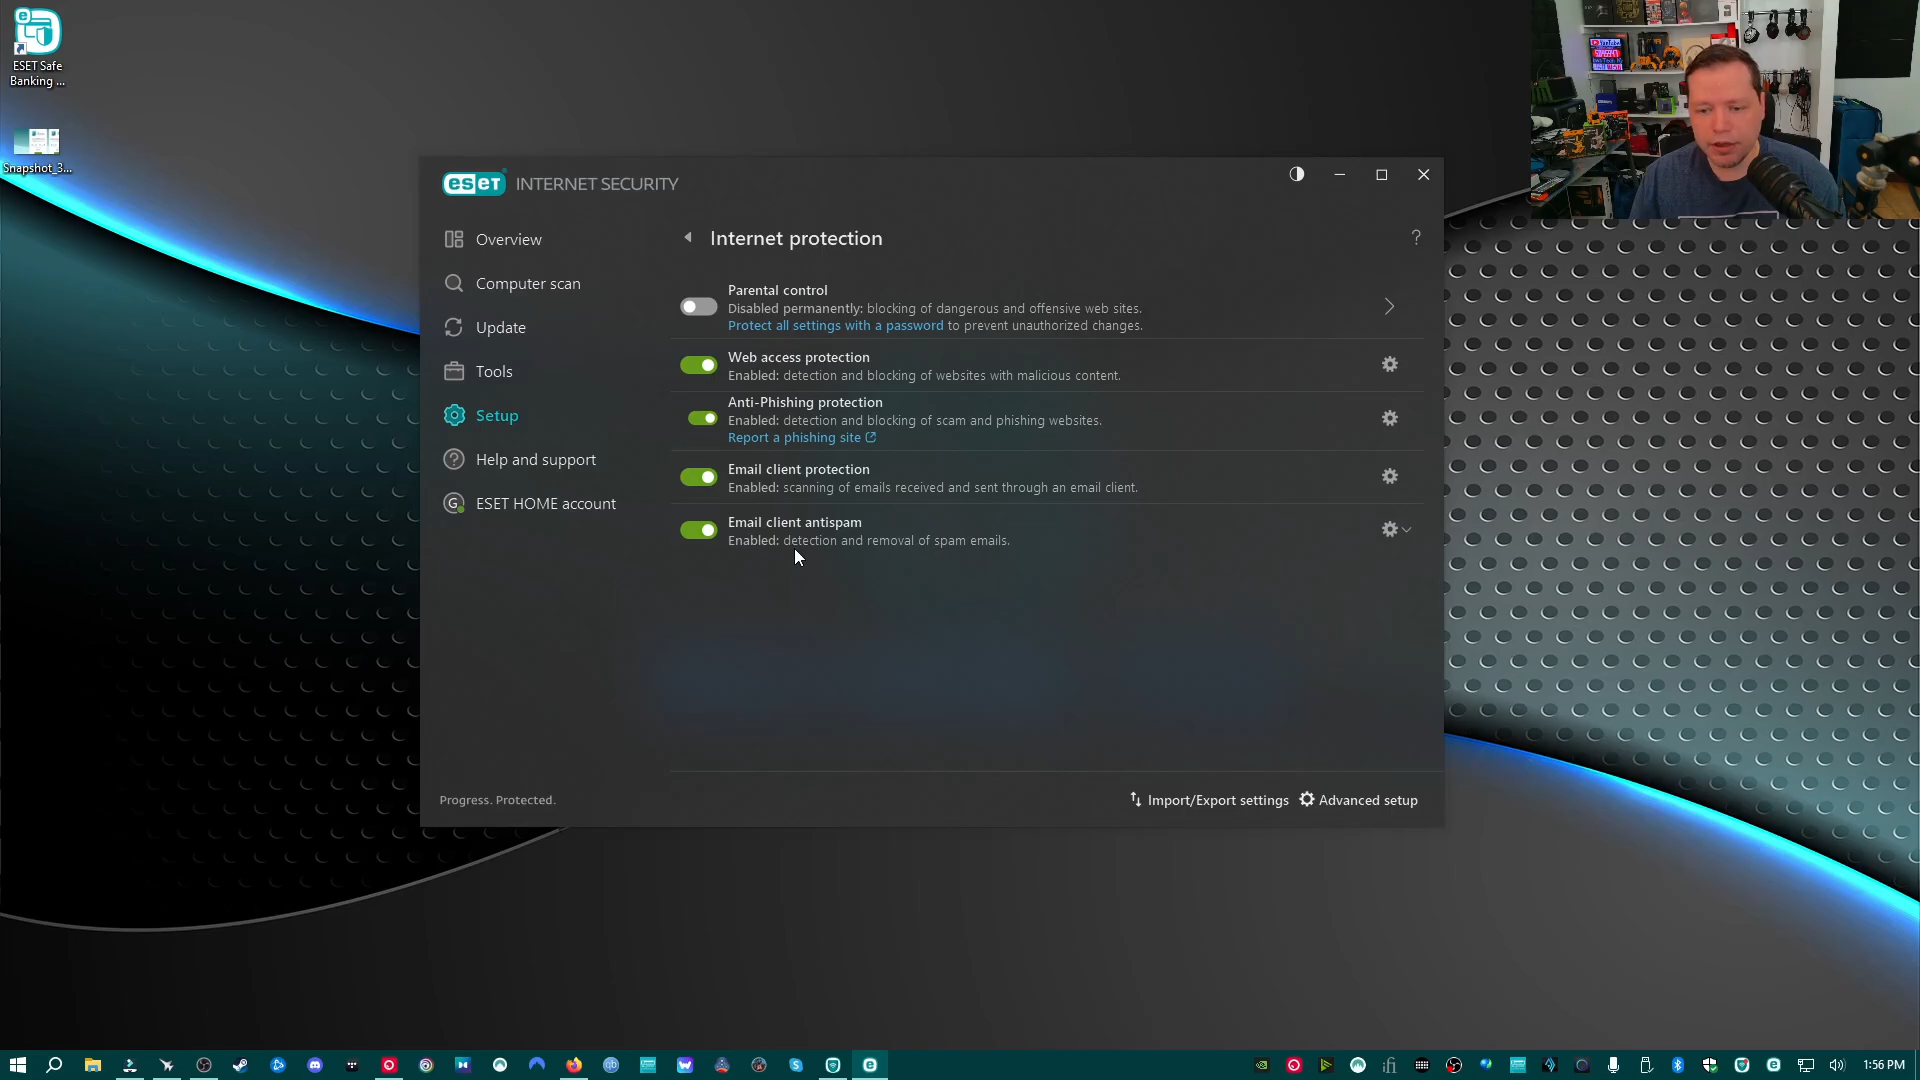 ESET Safe
Banking ...
Snapshot_3...
eseT INTERNET SECURITY
Overview
Computer scan
Update
Tools
Setup
Help and support
G
ESET HOME account
Internet protection
?
Parental control
Disabled permanently: blocking of dangerous and offensive web sites.
Protect all settings with a password to prevent unauthorized changes.
Web access protection
Enabled: detection and blocking of websites with malicious content.
Anti-Phishing protection
Enabled: detection and blocking of scam and phishing websites.
Report a phishing site
Email client protection
Enabled: scanning of emails received and sent through an email client.
Email client antispam
Enabled: detection and removal of spam emails.
Progress. Protected.
Import/Export settings
Advanced setup
YouTube
1:56 PM